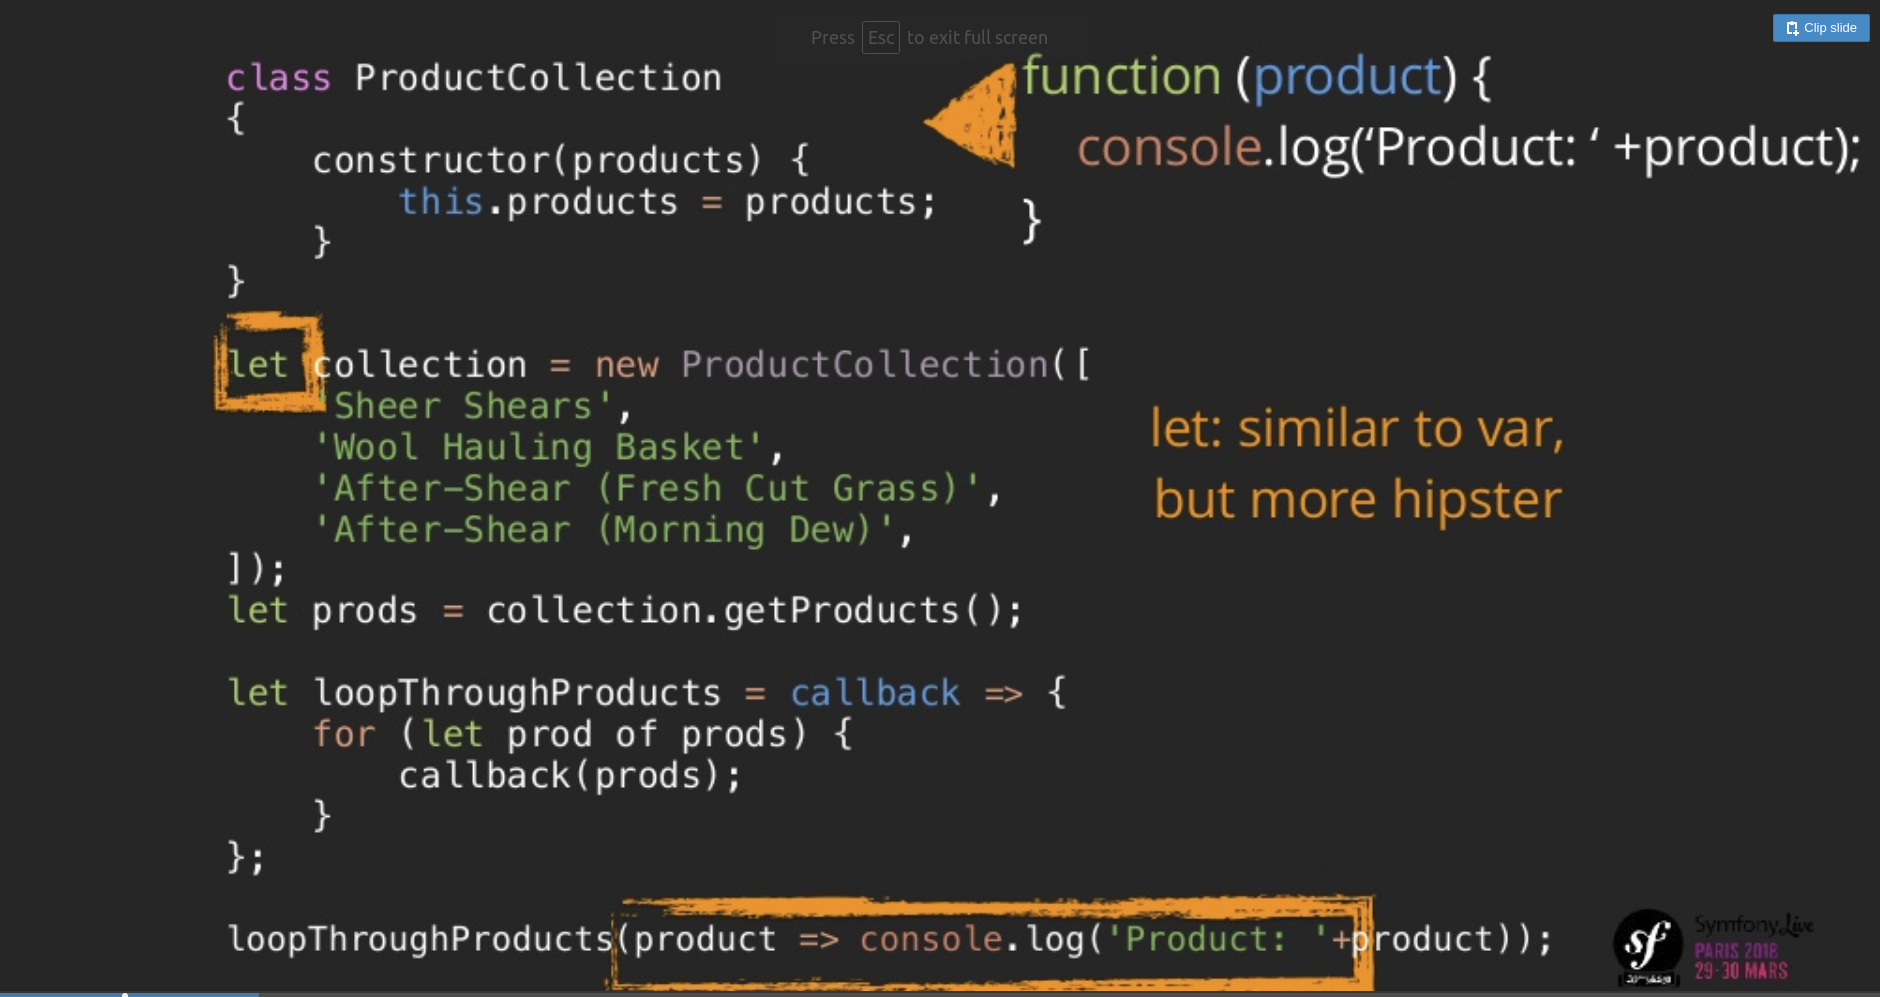 Press Esc to exit full screen
Clip slide
class ProductCollection
{
    constructor(products) {
        this.products = products;
    }
}
function (product) {
console.log(‘Product: ‘ +product);
}
let collection = new ProductCollection([
    'Sheer Shears',
    'Wool Hauling Basket',
    'After-Shear (Fresh Cut Grass)',
    'After-Shear (Morning Dew)',
]);
let prods = collection.getProducts();
let: similar to var,
but more hipster
let loopThroughProducts = callback => {
    for (let prod of prods) {
        callback(prods);
    }
};
loopThroughProducts(product => console.log('Product: '+product));
sf
SymfonyLive
PARIS 2018
29-30 MARS